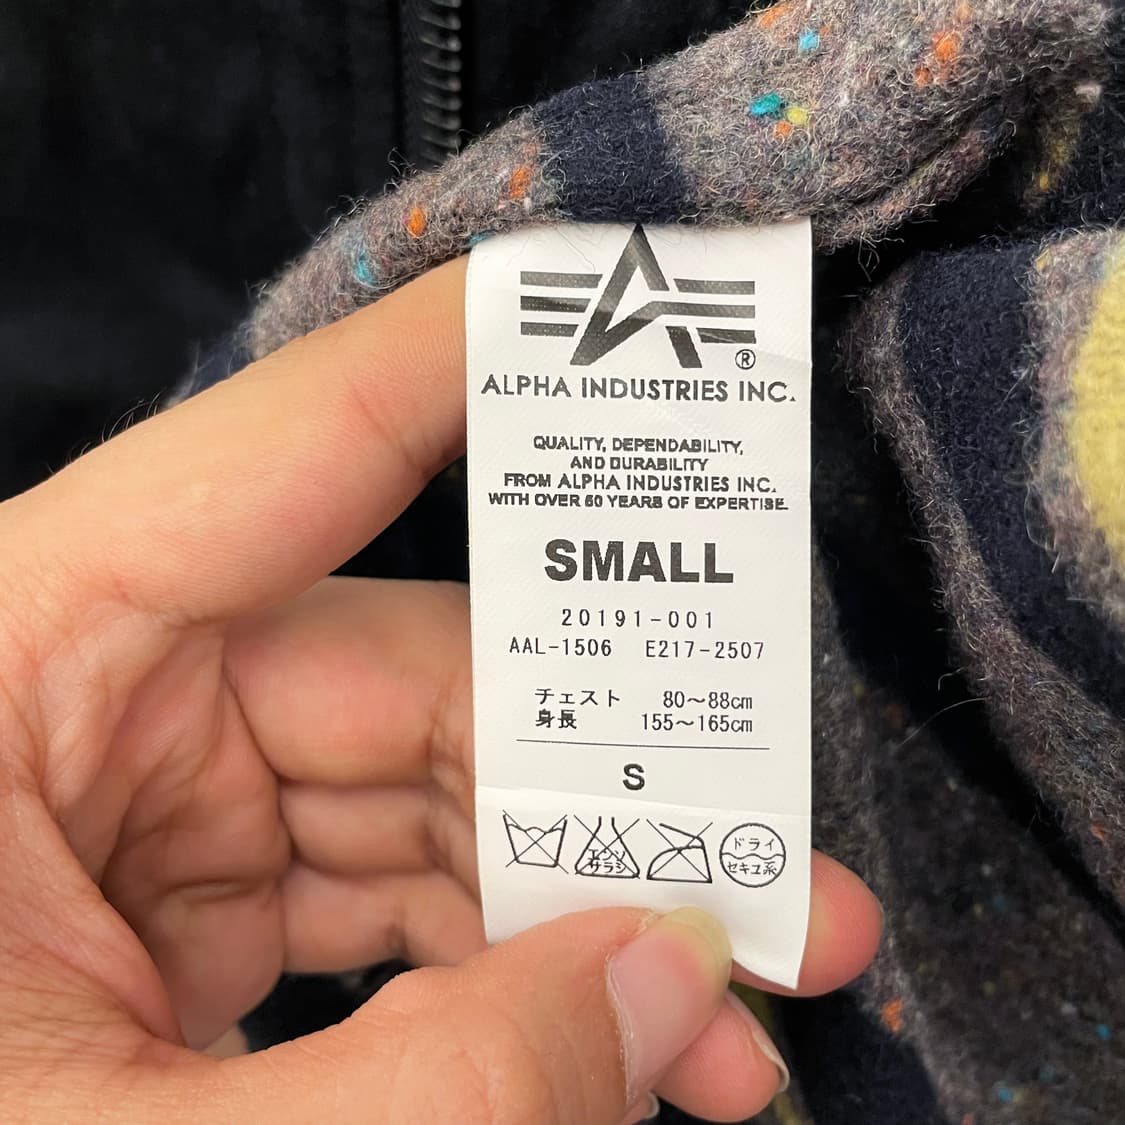 ®
ALPHA INDUSTRIES INC.
QUALITY, DEPENDABILITY,
AND DURABILITY
FROM ALPHA INDUSTRIES INC.
WITH OVER 50 YEARS OF EXPERTISE.
SMALL
20191-001
AAL-1506 E217-2507
チェスト 80～88cm
身長 155～165cm
S
エンソ
サラシ
ドライ
セキユ系